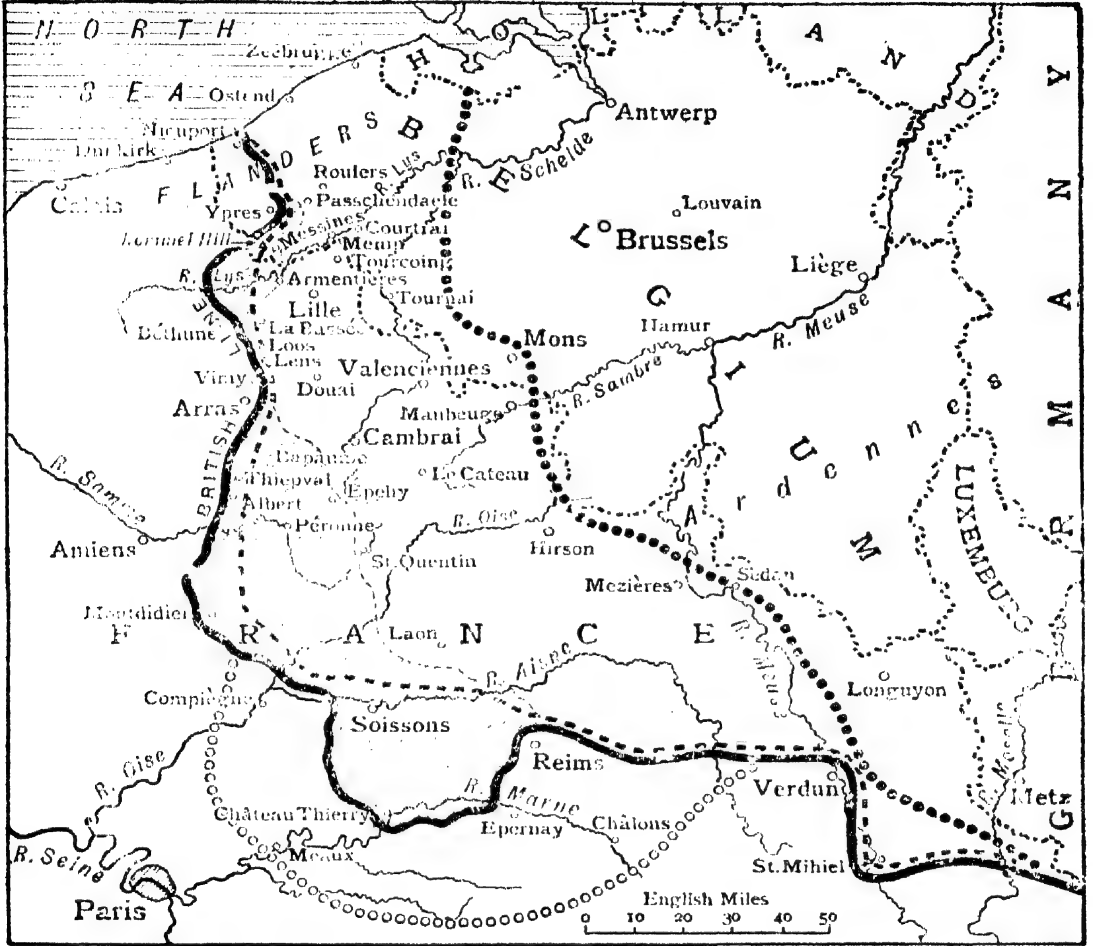 NORTH
SEA
HOLLAND
Zeebrugge
Ostend
Nieuport
Dunkirk
Calais
FLANDERS
Antwerp
BELGIUM
R. Schelde
R. Lys
Roulers
Passchendaele
Ypres
Messines
Courtrai
Louvain
Brussels
Kemmel Hill
Menin
Tourcoing
R. Lys
Armentières
Liège
Lille
Tournai
Béthune
La Bassée
Loos
Lens
Mons
Namur
R. Meuse
Vimy
Douai
Valenciennes
R. Sambre
Arras
Maubeuge
Cambrai
BRITISH LINE
Bapaume
Le Cateau
Ardennes
LUXEMBURG
GERMANY
R. Somme
Thiepval
Epehy
Albert
Péronne
R. Oise
Hirson
Amiens
St. Quentin
Mezières
Sedan
Montdidier
FRANCE
Laon
R. Aisne
R. Meuse
Longuyon
Compiègne
Soissons
R. Moselle
R. Oise
Reims
Verdun
Metz
R. Marne
Château Thierry
Epernay
Châlons
R. Seine
Meaux
St. Mihiel
Paris
English Miles
0 10 20 30 40 50